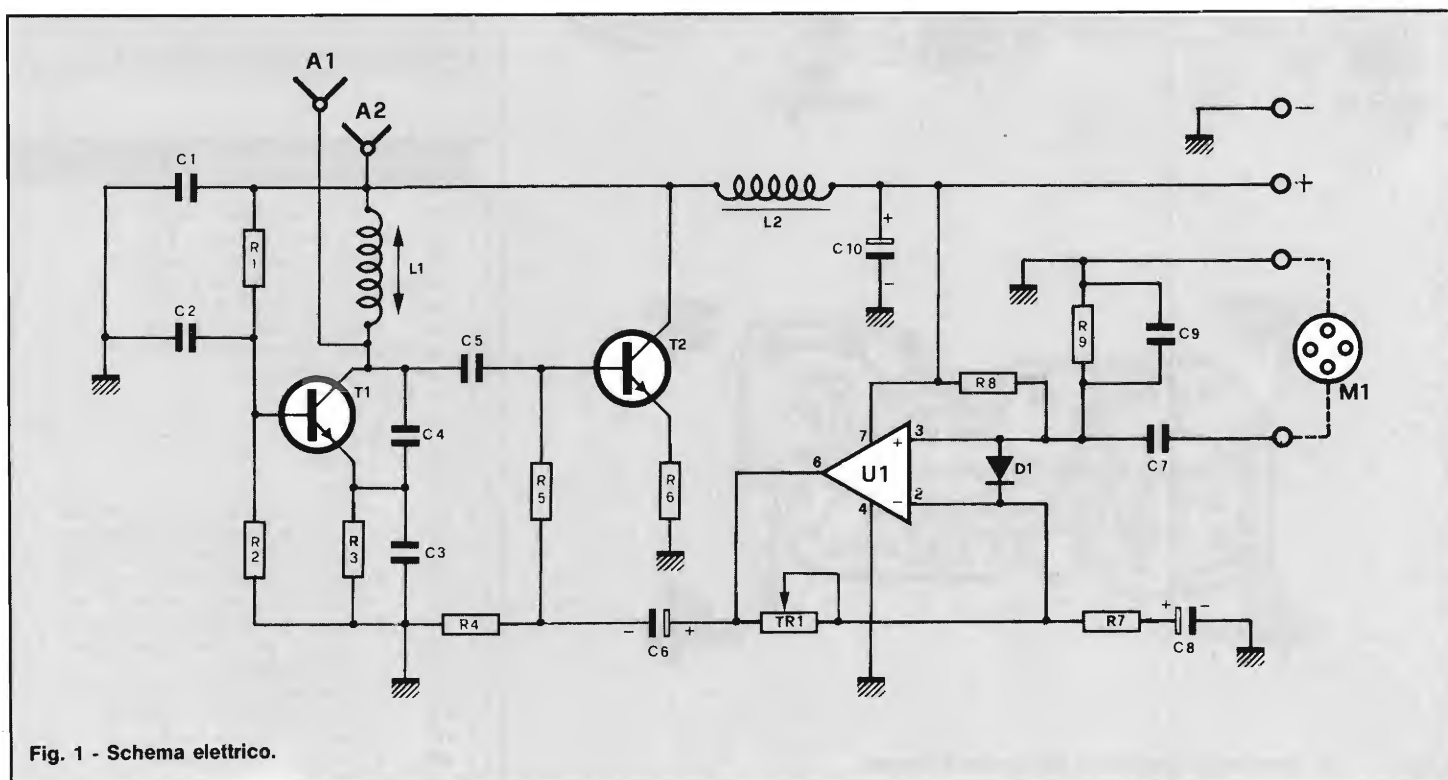 A1
A2
C1
R1
L1
L2
C10
+
-
-
+
C2
C5
T1
T2
C4
R9
C9
M1
R8
7
3
+
6
U1
D1
2
-
4
C7
R2
R3
C3
R5
R6
R4
-
C6
+
TR1
R7
+
-
C8
Fig. 1 - Schema elettrico.